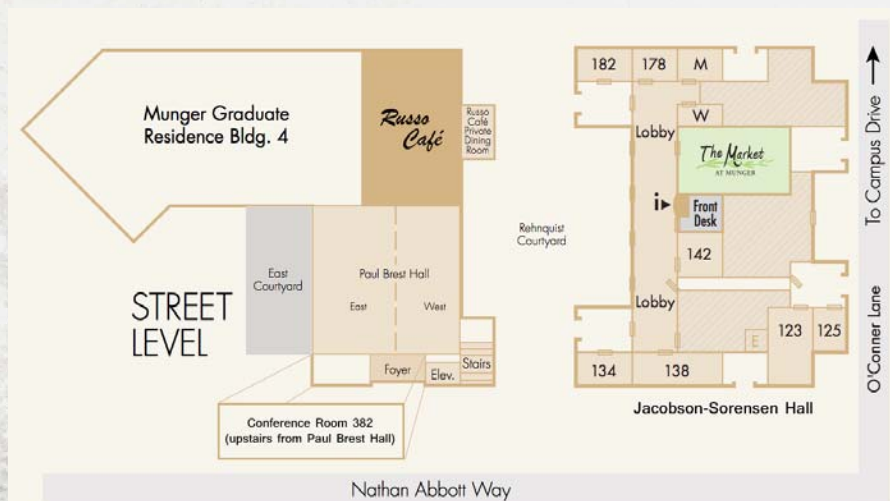 Munger Graduate
Residence Bldg. 4
Russo
Café
Russo
Café
Private
Dining
Room
East
Courtyard
Paul Brest Hall
East
West
STREET
LEVEL
Foyer
Elev.
Stairs
Conference Room 382
(upstairs from Paul Brest Hall)
Rehnquist
Courtyard
182
178
M
W
Lobby
The Market
AT MUNGER
i
Front
Desk
142
Lobby
E
123
125
134
138
Jacobson-Sorensen Hall
To Campus Drive
O'Conner Lane
Nathan Abbott Way